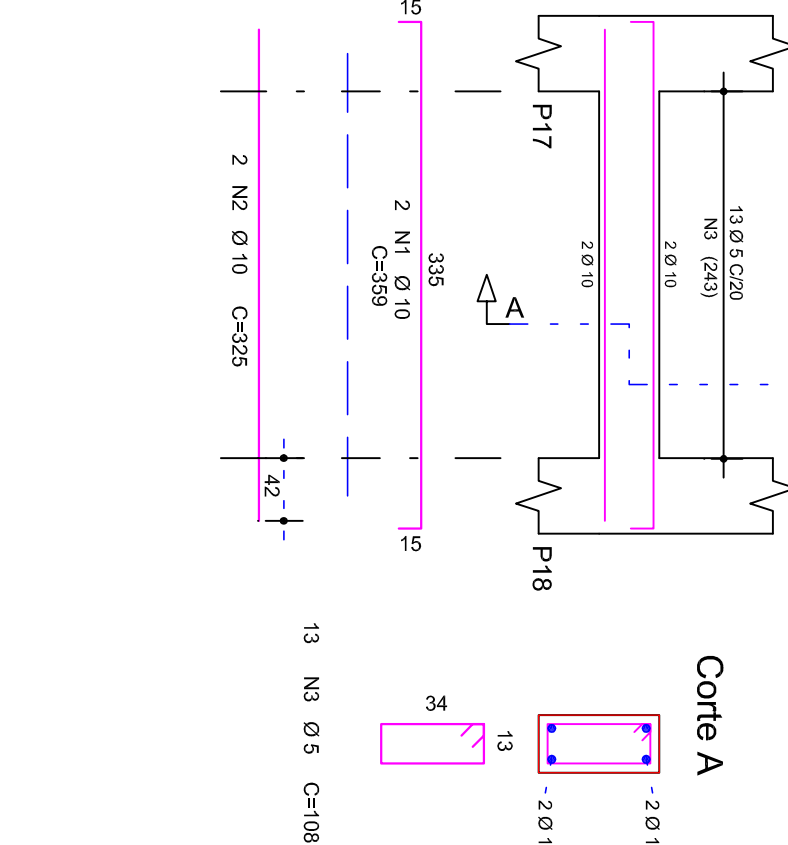 13 Ø 5 C/20
N3 (243)
2 Ø 10
2 Ø 10
P17
P18
A
15
335
2 N1 Ø 10
C=359
15
42
2 N2 Ø 10 C=325
Corte A
2 Ø 1
2 Ø 1
13
34
13 N3 Ø 5 C=108